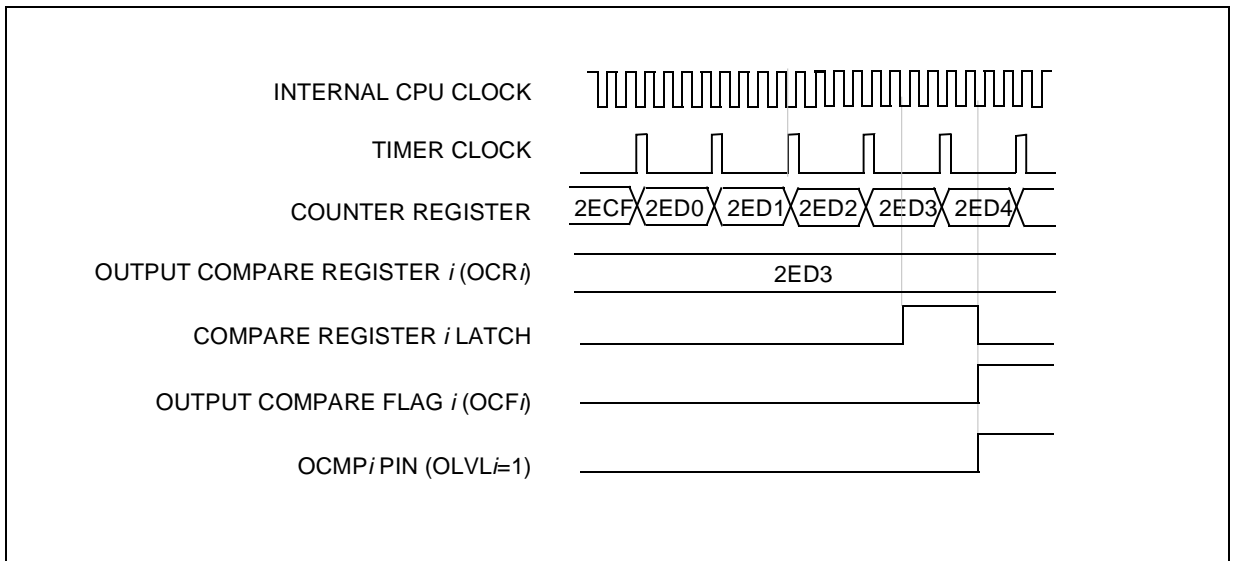 INTERNAL CPU CLOCK
TIMER CLOCK
COUNTER REGISTER 2ECF 2ED0 2ED1 2ED2 2ED3 2ED4
OUTPUT COMPARE REGISTER i (OCRi) 2ED3
COMPARE REGISTER i LATCH
OUTPUT COMPARE FLAG i (OCFi)
OCMPi PIN (OLVLi=1)